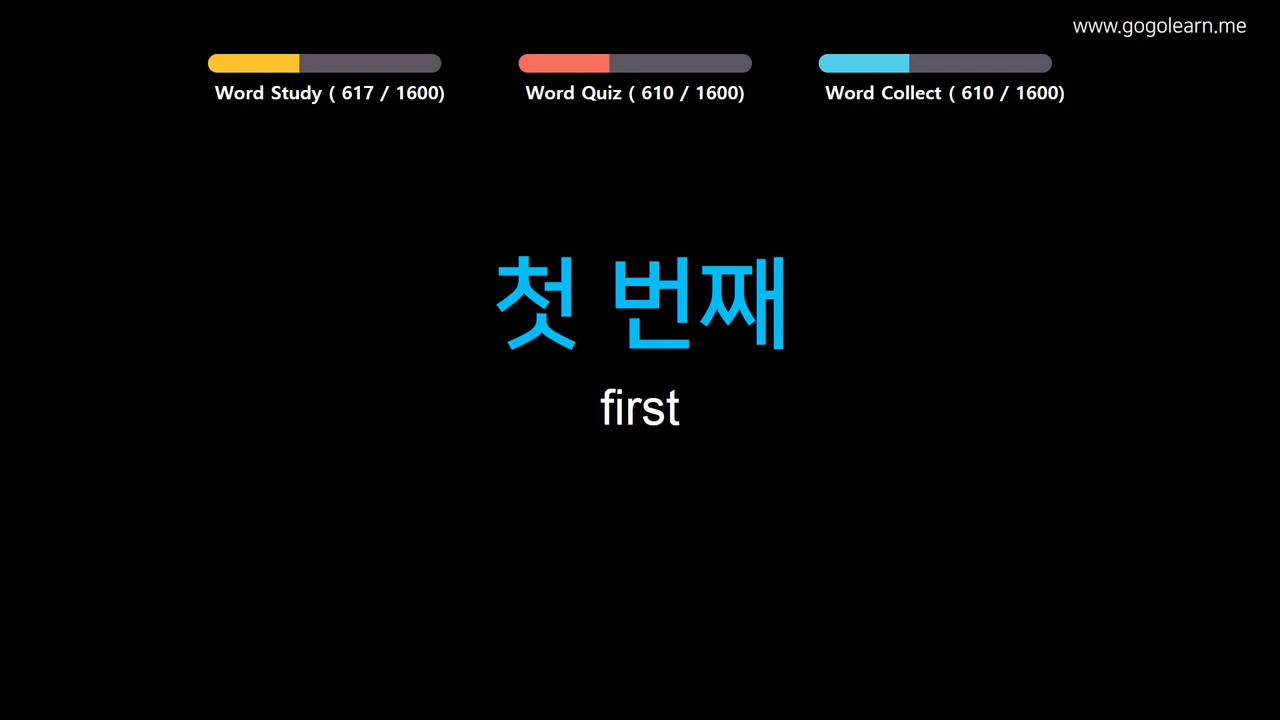 www.gogolearn.me
Word Study ( 617 / 1600)
Word Quiz ( 610 / 1600)
Word Collect ( 610 / 1600)
첫 번째
first